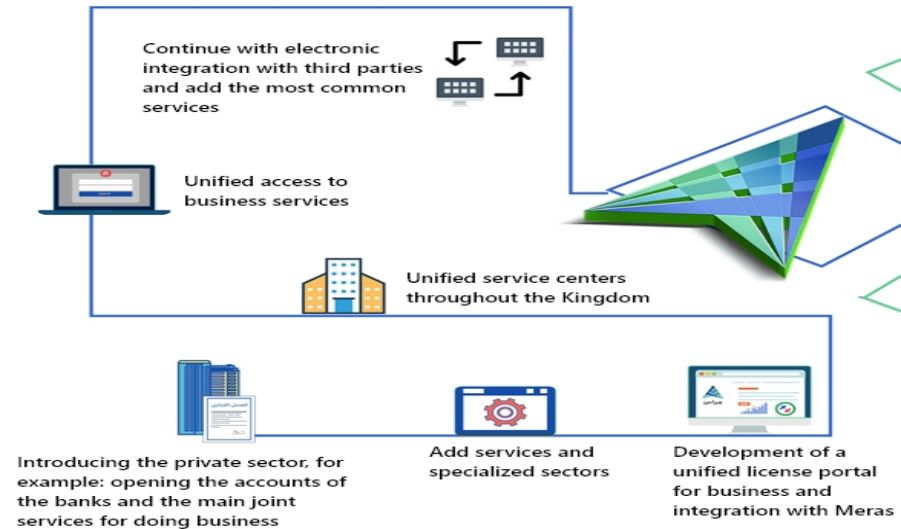 Continue with electronic
integration with third parties
and add the most common
services
Unified access to
business services
Unified service centers
throughout the Kingdom
Introducing the private sector, for
example: opening the accounts of
the banks and the main joint
services for doing business
Add services and
specialized sectors
مراس
Development of a
unified license portal
for business and
integration with Meras